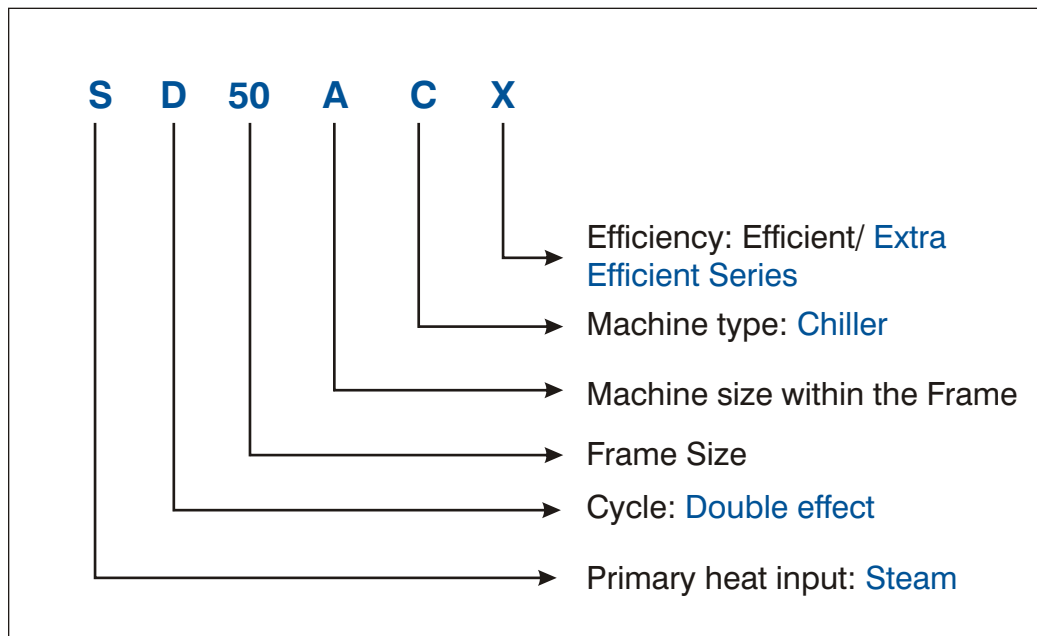 S D 50 A C X
Efficiency: Efficient/ Extra
Efficient Series
Machine type: Chiller
Machine size within the Frame
Frame Size
Cycle: Double effect
Primary heat input: Steam